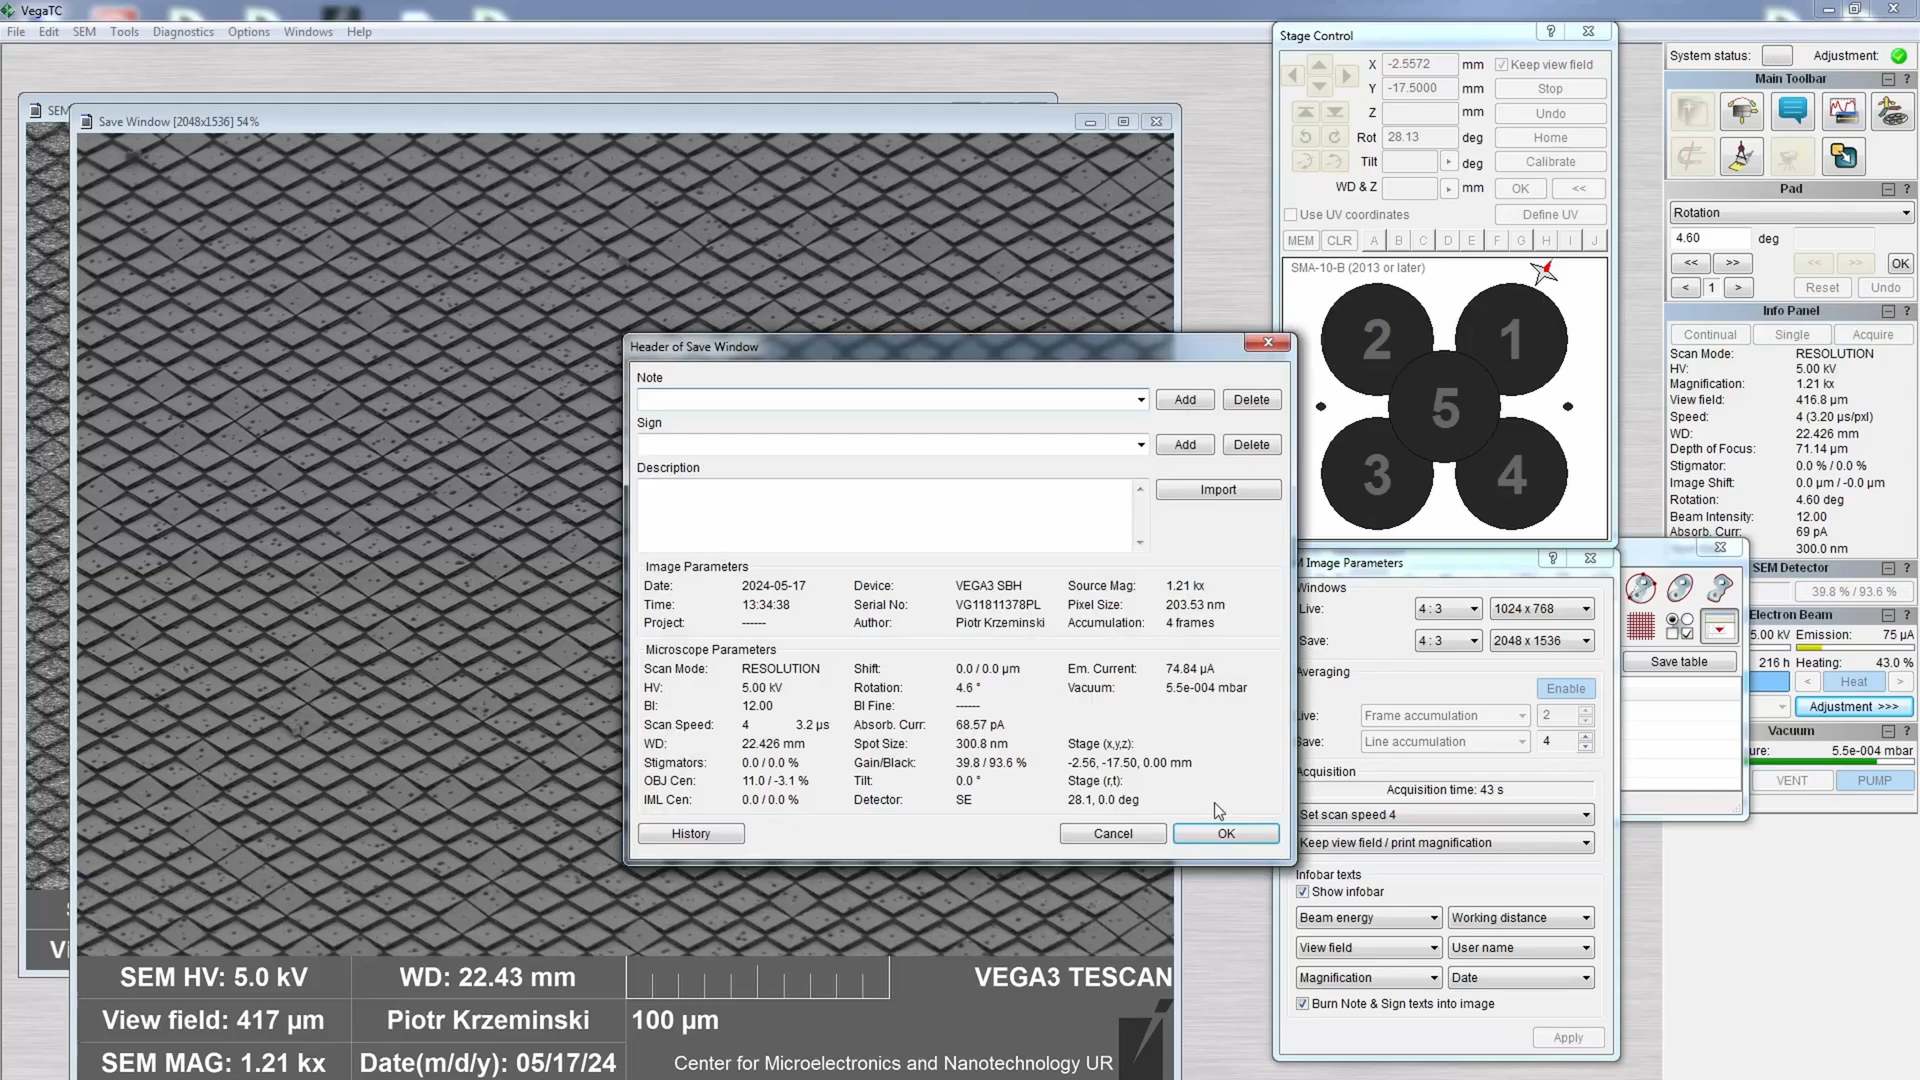 VegaTC
File Edit SEM Tools Diagnostics Options Windows Help
SEM
Save Window [2048x1536] 54%
SEM HV: 5.0 kV WD: 22.43 mm VEGA3 TESCAN
View field: 417 µm Piotr Krzeminski 100 µm
SEM MAG: 1.21 kx Date(m/d/y): 05/17/24 Center for Microelectronics and Nanotechnology UR
Header of Save Window
Note
Add Delete
Sign
Add Delete
Description
Import
Image Parameters
Date: 2024-05-17 Device: VEGA3 SBH Source Mag: 1.21 kx
Time: 13:34:38 Serial No: VG11811378PL Pixel Size: 203.53 nm
Project: ------ Author: Piotr Krzeminski Accumulation: 4 frames
Microscope Parameters
Scan Mode: RESOLUTION Shift: 0.0 / 0.0 µm Em. Current: 74.84 µA
HV: 5.00 kV Rotation: 4.6 ° Vacuum: 5.5e-004 mbar
BI: 12.00 BI Fine: ------
Scan Speed: 4 3.2 µs Absorb. Curr: 68.57 pA
WD: 22.426 mm Spot Size: 300.8 nm Stage (x,y,z):
Stigmators: 0.0 / 0.0 % Gain/Black: 39.8 / 93.6 % -2.56, -17.50, 0.00 mm
OBJ Cen: 11.0 / -3.1 % Tilt: 0.0 ° Stage (r,t):
IML Cen: 0.0 / 0.0 % Detector: SE 28.1, 0.0 deg
History Cancel OK
Stage Control
X -2.5572 mm Keep view field
Y -17.5000 mm Stop
Z mm Undo
Rot 28.13 deg Home
Tilt deg Calibrate
WD & Z mm OK <<
Use UV coordinates Define UV
MEM CLR A B C D E F G H I J
SMA-10-B (2013 or later)
2 1
5
3 4
Image Parameters
Windows
Live: 4 : 3 1024 x 768
Save: 4 : 3 2048 x 1536
Averaging
Enable
Live: Frame accumulation 2
Save: Line accumulation 4
Acquisition
Acquisition time: 43 s
Set scan speed 4
Keep view field / print magnification
Infobar texts
Show infobar
Beam energy Working distance
View field User name
Magnification Date
Burn Note & Sign texts into image
Apply
Save table
System status: Adjustment:
Main Toolbar
Pad
Rotation
4.60 deg
<< >> << >> OK
< 1 > Reset Undo
Info Panel
Continual Single Acquire
Scan Mode: RESOLUTION
HV: 5.00 kV
Magnification: 1.21 kx
View field: 416.8 µm
Speed: 4 (3.20 µs/pxl)
WD: 22.426 mm
Depth of Focus: 71.14 µm
Stigmator: 0.0 % / 0.0 %
Image Shift: 0.0 µm / -0.0 µm
Rotation: 4.60 deg
Beam Intensity: 12.00
Absorb. Curr: 69 pA
300.0 nm
SEM Detector
39.8 % / 93.6 %
Electron Beam
5.00 kV Emission: 75 µA
216 h Heating: 43.0 %
< Heat >
Adjustment >>>
Vacuum
5.5e-004 mbar
VENT PUMP